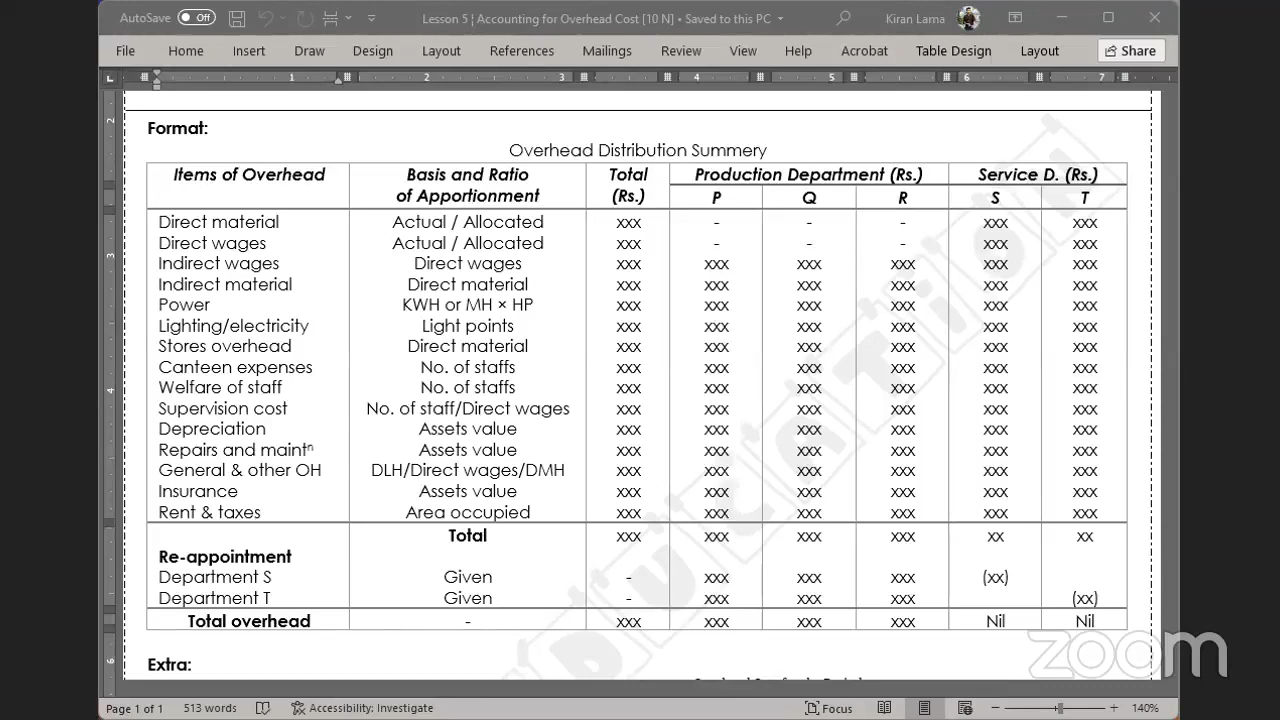 AutoSave Off Lesson 5 | Accounting for Overhead Cost [10 N] • Saved to this PC Kiran Lama
File Home Insert Draw Design Layout References Mailings Review View Help Acrobat Table Design Layout Share
1 2 3 4 5 6 7
Format:
Overhead Distribution Summary
Items of Overhead Basis and Ratio of Apportionment Total (Rs.) Production Department (Rs.) Service D. (Rs.)
P Q R S T
Direct material Actual / Allocated xxx - - - xxx xxx
Direct wages Actual / Allocated xxx - - - xxx xxx
Indirect wages Direct wages xxx xxx xxx xxx xxx xxx
Indirect material Direct material xxx xxx xxx xxx xxx xxx
Power KWH or MH × HP xxx xxx xxx xxx xxx xxx
Lighting/electricity Light points xxx xxx xxx xxx xxx xxx
Stores overhead Direct material xxx xxx xxx xxx xxx xxx
Canteen expenses No. of staffs xxx xxx xxx xxx xxx xxx
Welfare of staff No. of staffs xxx xxx xxx xxx xxx xxx
Supervision cost No. of staff/Direct wages xxx xxx xxx xxx xxx xxx
Depreciation Assets value xxx xxx xxx xxx xxx xxx
Repairs and maintⁿ Assets value xxx xxx xxx xxx xxx xxx
General & other OH DLH/Direct wages/DMH xxx xxx xxx xxx xxx xxx
Insurance Assets value xxx xxx xxx xxx xxx xxx
Rent & taxes Area occupied xxx xxx xxx xxx xxx xxx
Total xxx xxx xxx xxx xx xx
Re-appointment
Department S Given - xxx xxx xxx (xx)
Department T Given - xxx xxx xxx (xx)
Total overhead - xxx xxx xxx xxx Nil Nil
zoom
Extra:
Page 1 of 1 513 words Accessibility: Investigate Focus 140%